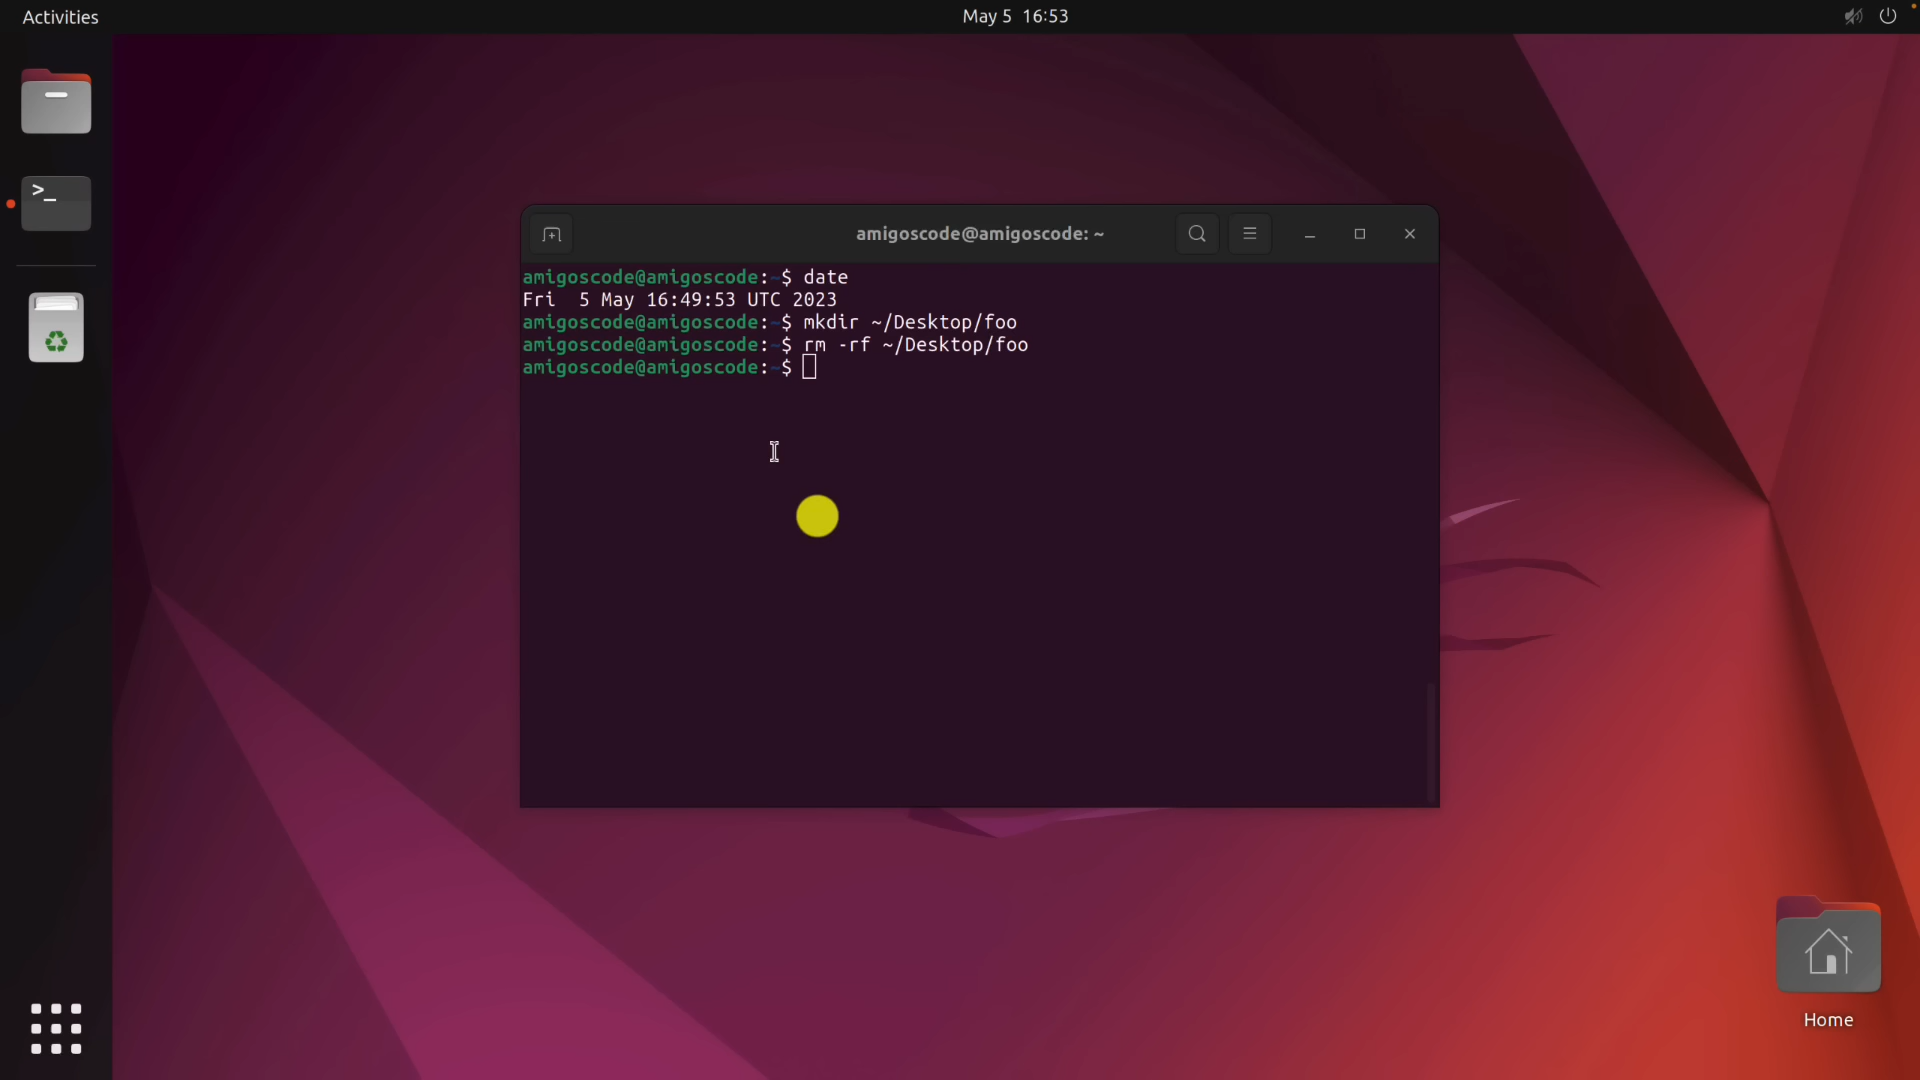 Activities
May 5 16:53
>_
amigoscode@amigoscode: ~
amigoscode@amigoscode:~$ date
Fri  5 May 16:49:53 UTC 2023
amigoscode@amigoscode:~$ mkdir ~/Desktop/foo
amigoscode@amigoscode:~$ rm -rf ~/Desktop/foo
amigoscode@amigoscode:~$
Home